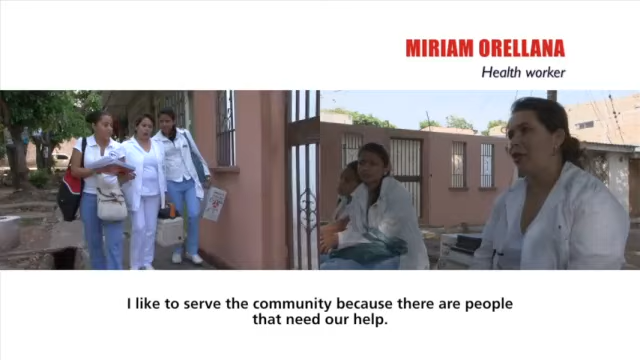 MIRIAM ORELLANA
Health worker
I like to serve the community because there are people
that need our help.